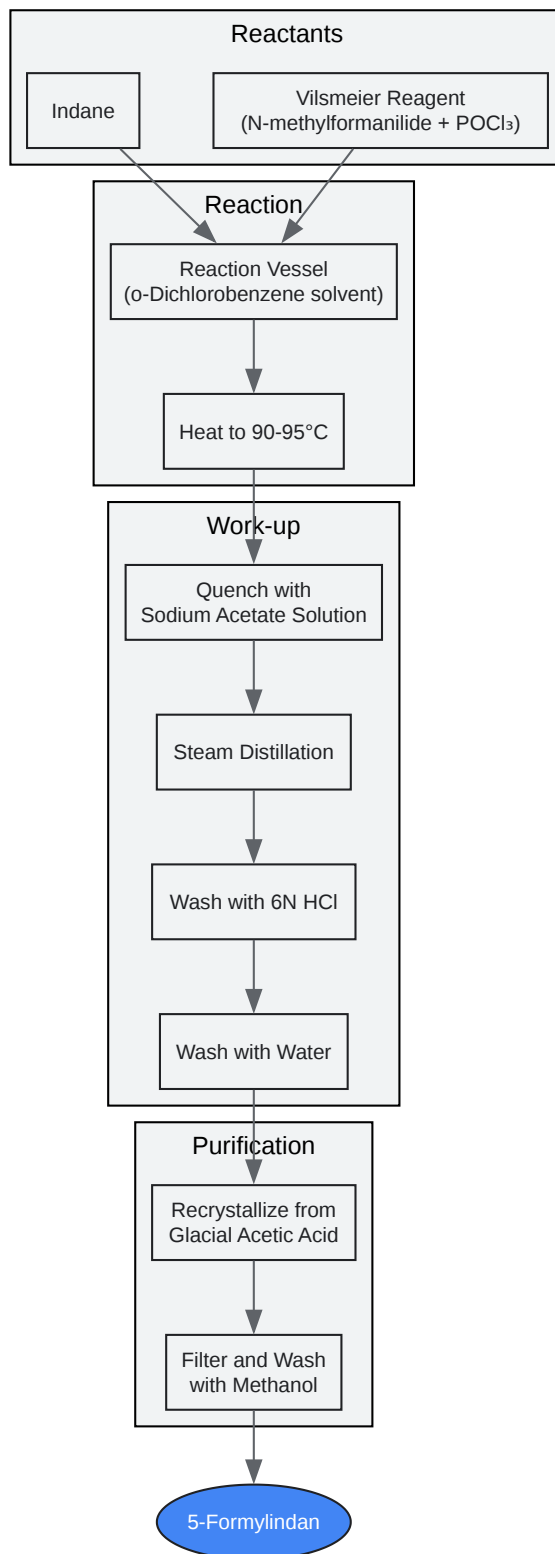 Reactants
Indane
Vilsmeier Reagent
(N-methylformanilide + POCl₃)
Reaction
Reaction Vessel
(o-Dichlorobenzene solvent)
Heat to 90-95°C
Work-up
Quench with
Sodium Acetate Solution
Steam Distillation
Wash with 6N HCl
Wash with Water
Purification
Recrystallize from
Glacial Acetic Acid
Filter and Wash
with Methanol
5-Formylindan